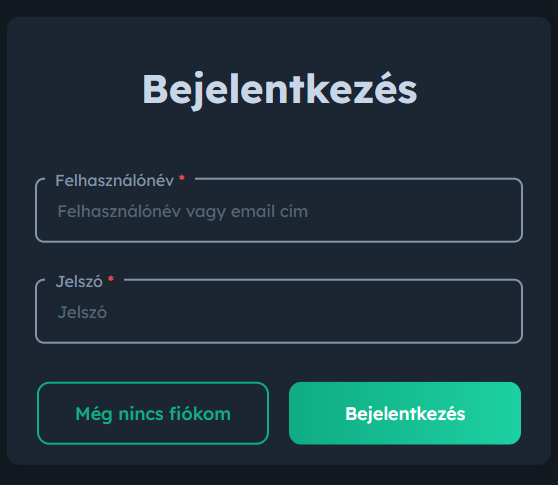 Bejelentkezés
Felhasználónév *
Felhasználónév vagy email cím
Jelszó *
Jelszó
Még nincs fiókom
Bejelentkezés